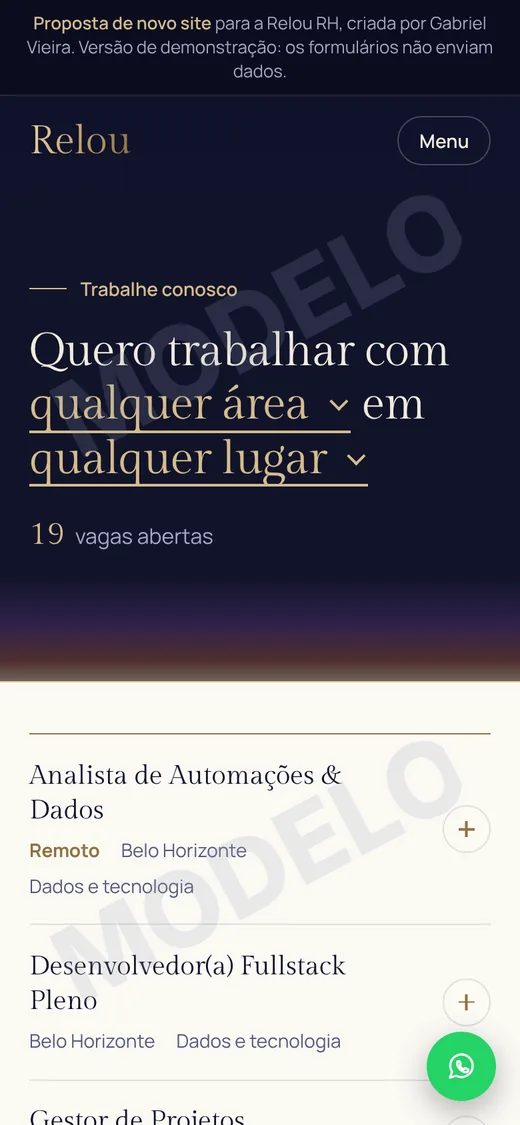 Proposta de novo site para a Relou RH, criada por Gabriel
Vieira. Versão de demonstração: os formulários não enviam
dados.
Relou
Menu
MODELO
Trabalhe conosco
Quero trabalhar com
qualquer área em
qualquer lugar
19 vagas abertas
Analista de Automações &
Dados
Remoto Belo Horizonte
Dados e tecnologia
MODELO
Desenvolvedor(a) Fullstack
Pleno
Belo Horizonte Dados e tecnologia
Gestor de Projetos